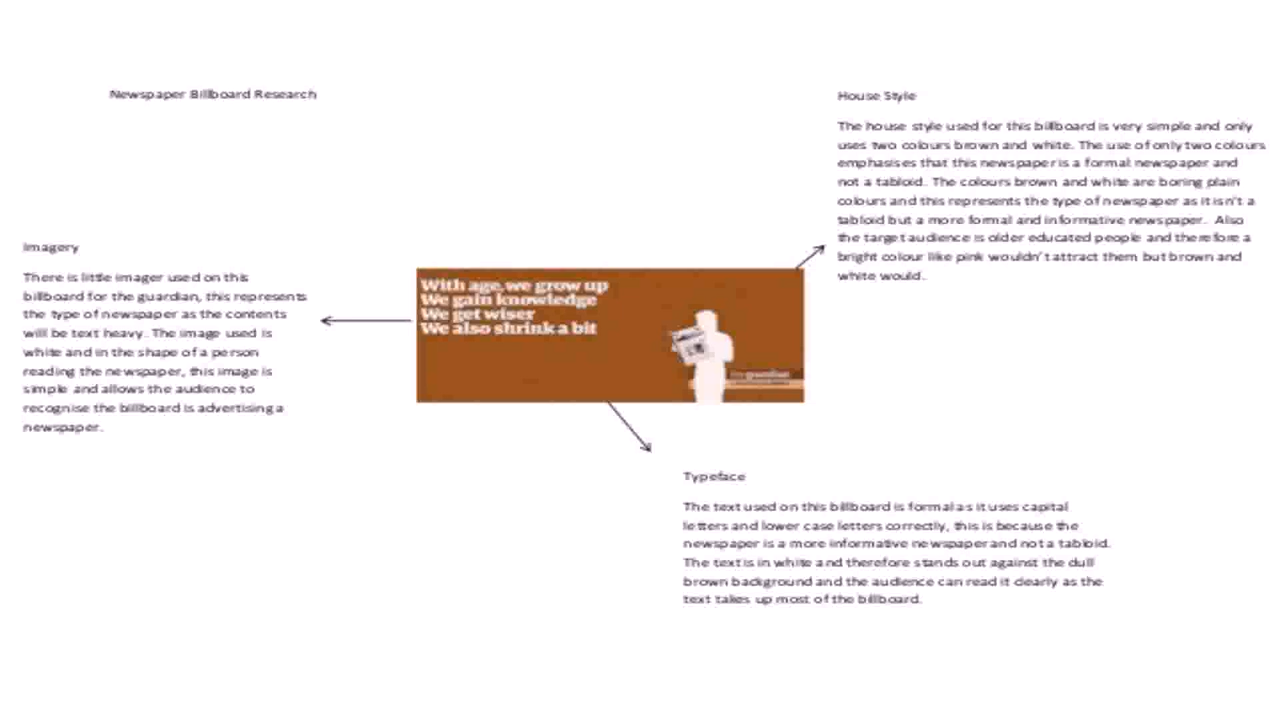 Newspaper Billboard Research
House Style
The house style used for this billboard is very simple and only
uses two colours brown and white. The use of only two colours
emphasises that this newspaper is a formal newspaper and
not a tabloid. The colours brown and white are boring plain
colours and this represents the type of newspaper as it isn't a
tabloid but a more formal and informative newspaper. Also
the target audience is older educated people and therefore a
bright colour like pink wouldn't attract them but brown and
white would.
Imagery
There is little imager used on this
billboard for the guardian, this represents
the type of newspaper as the contents
will be text heavy. The image used is
white and in the shape of a person
reading the newspaper, this image is
simple and allows the audience to
recognise the billboard is advertising a
newspaper.
With age, we grow up
We gain knowledge
We get wiser
We also shrink a bit
Typeface
The text used on this billboard is formal as it uses capital
letters and lower case letters correctly, this is because the
newspaper is a more informative newspaper and not a tabloid.
The text is in white and therefore stands out against the dull
brown background and the audience can read it clearly as the
text takes up most of the billboard.